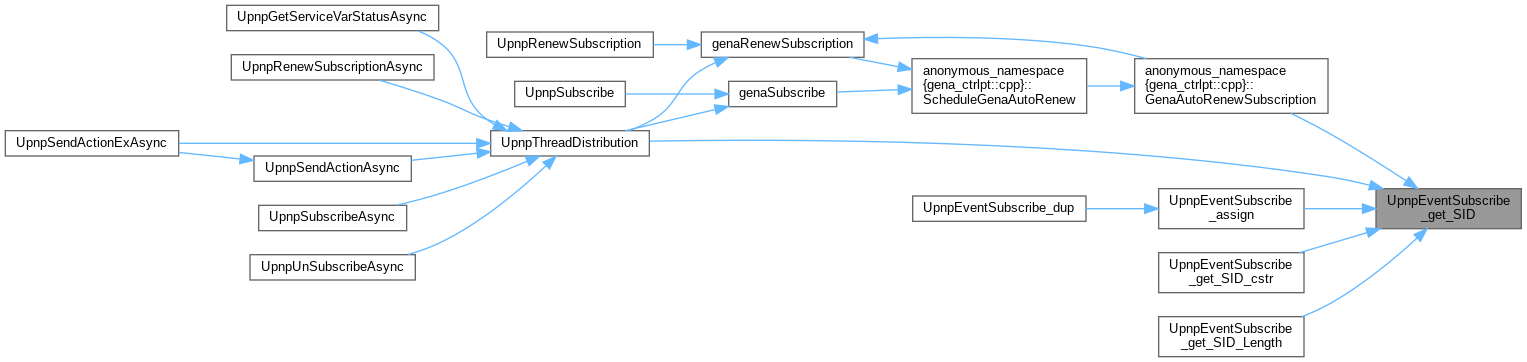 UpnpGetServiceVarStatusAsync
UpnpRenewSubscriptionAsync
UpnpSendActionExAsync
UpnpSendActionAsync
UpnpSubscribeAsync
UpnpUnSubscribeAsync
UpnpRenewSubscription
UpnpSubscribe
UpnpThreadDistribution
genaRenewSubscription
genaSubscribe
anonymous_namespace
{gena_ctrlpt::cpp}::
ScheduleGenaAutoRenew
anonymous_namespace
{gena_ctrlpt::cpp}::
GenaAutoRenewSubscription
UpnpEventSubscribe_dup
UpnpEventSubscribe
_assign
UpnpEventSubscribe
_get_SID_cstr
UpnpEventSubscribe
_get_SID_Length
UpnpEventSubscribe
_get_SID